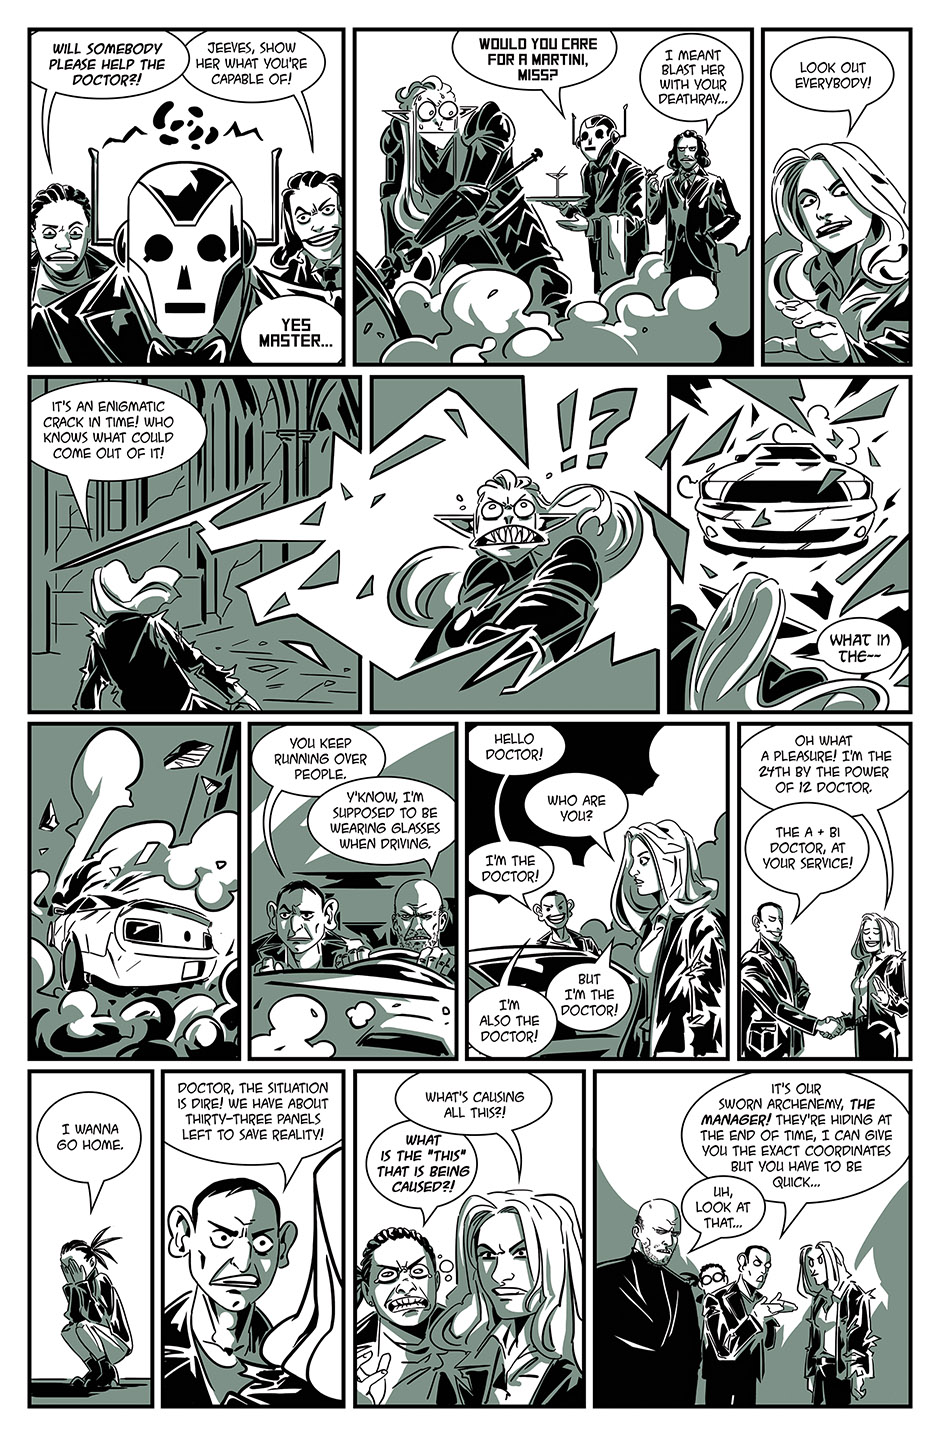 WILL SOMEBODY
PLEASE HELP THE
DOCTOR?!
JEEVES, SHOW
HER WHAT YOU'RE
CAPABLE OF!
YES
MASTER...
WOULD YOU CARE
FOR A MARTINI,
MISS?
I MEANT
BLAST HER
WITH YOUR
DEATHRAY...
LOOK OUT
EVERYBODY!
IT'S AN ENIGMATIC
CRACK IN TIME! WHO
KNOWS WHAT COULD
COME OUT OF IT!
!?
WHAT IN
THE--
YOU KEEP
RUNNING OVER
PEOPLE.
Y'KNOW, I'M
SUPPOSED TO BE
WEARING GLASSES
WHEN DRIVING.
HELLO
DOCTOR!
WHO ARE
YOU?
I'M THE
DOCTOR!
BUT
I'M THE
DOCTOR!
I'M
ALSO THE
DOCTOR!
OH WHAT
A PLEASURE! I'M THE
24TH BY THE POWER
OF 12 DOCTOR.
THE A + BI
DOCTOR, AT
YOUR SERVICE!
I WANNA
GO HOME.
DOCTOR, THE SITUATION
IS DIRE! WE HAVE ABOUT
THIRTY-THREE PANELS
LEFT TO SAVE REALITY!
WHAT'S CAUSING
ALL THIS?!
WHAT
IS THE "THIS"
THAT IS BEING
CAUSED?!
IT'S OUR
SWORN ARCHENEMY, THE
MANAGER! THEY'RE HIDING AT
THE END OF TIME, I CAN GIVE
YOU THE EXACT COORDINATES
BUT YOU HAVE TO BE
QUICK...
UH,
LOOK AT
THAT...